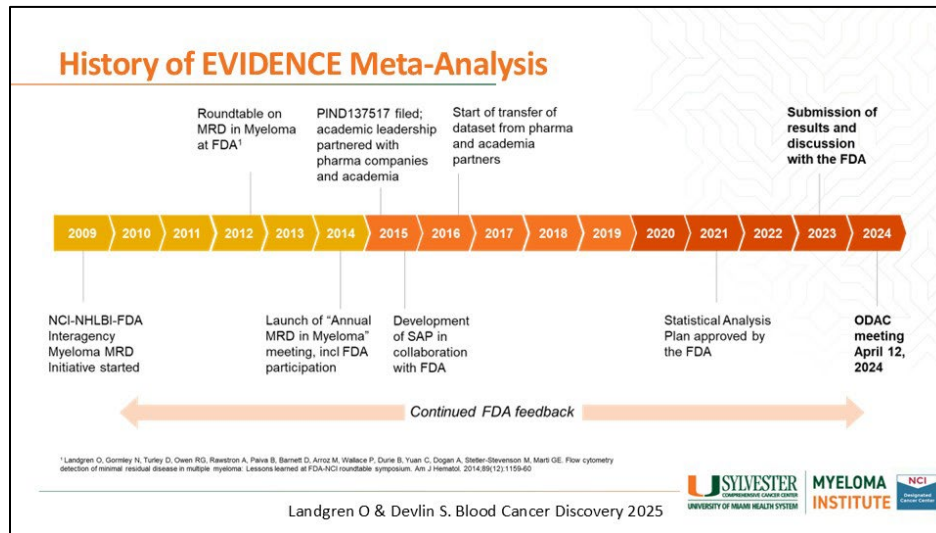 History of EVIDENCE Meta-Analysis
Roundtable on
MRD in Myeloma
at FDA¹
PIND137517 filed;
academic leadership
partnered with
pharma companies
and academia
Start of transfer of
dataset from pharma
and academia
partners
Submission of
results and
discussion
with the FDA
2009 2010 2011 2012 2013 2014 2015 2016 2017 2018 2019 2020 2021 2022 2023 2024
NCI-NHLBI-FDA
Interagency
Myeloma MRD
Initiative started
Launch of “Annual
MRD in Myeloma”
meeting, incl FDA
participation
Development
of SAP in
collaboration
with FDA
Statistical Analysis
Plan approved by
the FDA
ODAC
meeting
April 12,
2024
Continued FDA feedback
¹ Landgren O, Gormley N, Turley D, Owen RG, Rawstron A, Paiva B, Barnett D, Arroz M, Wallace P, Durie B, Yuan C, Dogan A, Stetler-Stevenson M, Marti GE. Flow cytometry
detection of minimal residual disease in multiple myeloma: Lessons learned at FDA-NCI roundtable symposium. Am J Hematol. 2014;89(12):1159-60
Landgren O & Devlin S. Blood Cancer Discovery 2025
SYLVESTER
COMPREHENSIVE CANCER CENTER
UNIVERSITY OF MIAMI HEALTH SYSTEM
MYELOMA
INSTITUTE
NCI
Designated
Cancer Center